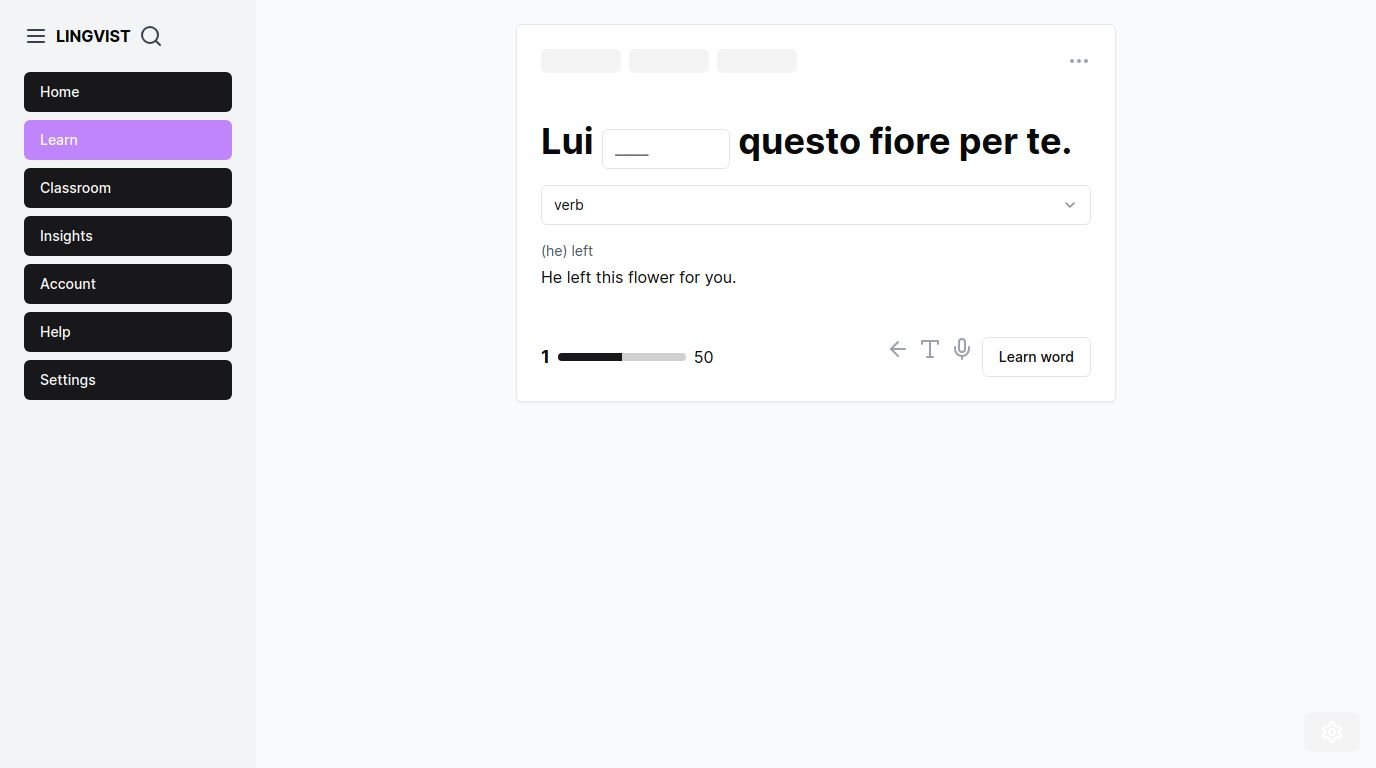 LINGVIST
Home
Learn
Classroom
Insights
Account
Help
Settings
Lui ____ questo fiore per te.
verb
(he) left
He left this flower for you.
1 50
Learn word